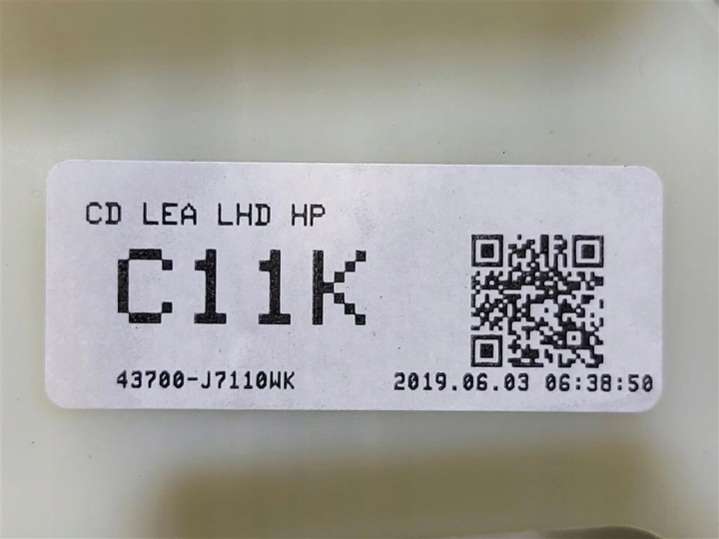 CD LEA LHD HP
C11K
43700-J7110WK
2019.06.03 06:38:50